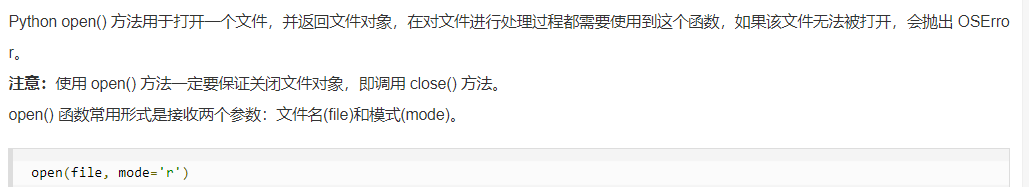 Python open() 方法用于打开一个文件，并返回文件对象，在对文件进行处理过程都需要使用到这个函数，如果该文件无法被打开，会抛出 OSErro
r。
注意：使用 open() 方法一定要保证关闭文件对象，即调用 close() 方法。
open() 函数常用形式是接收两个参数：文件名(file)和模式(mode)。
open(file, mode='r')